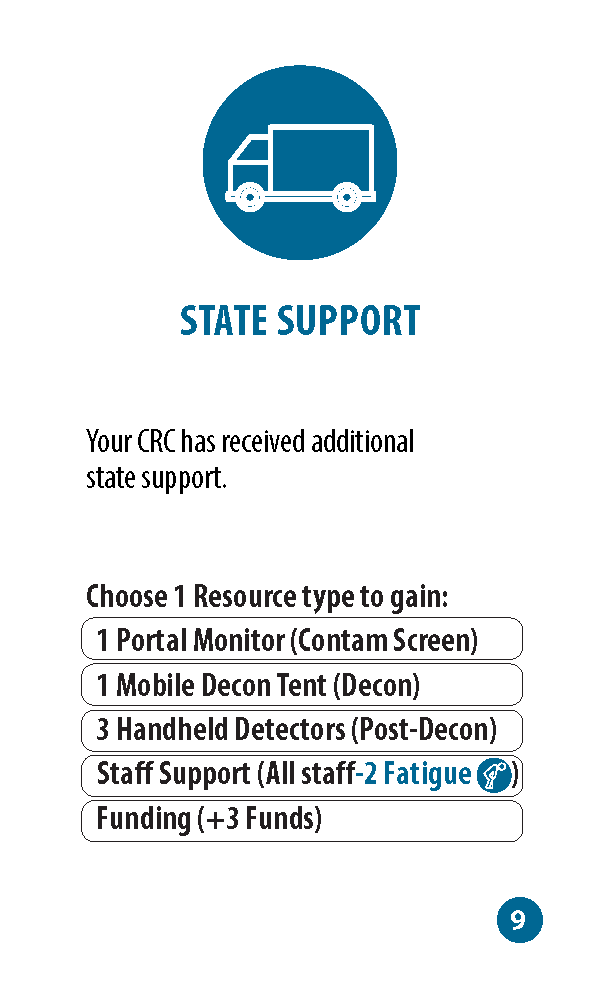 STATE SUPPORT
Your CRC has received additional
state support.
Choose 1 Resource type to gain:
1 Portal Monitor (Contam Screen)
1 Mobile Decon Tent (Decon)
3 Handheld Detectors (Post-Decon)
Staff Support (All staff-2 Fatigue )
Funding (+3 Funds)
9